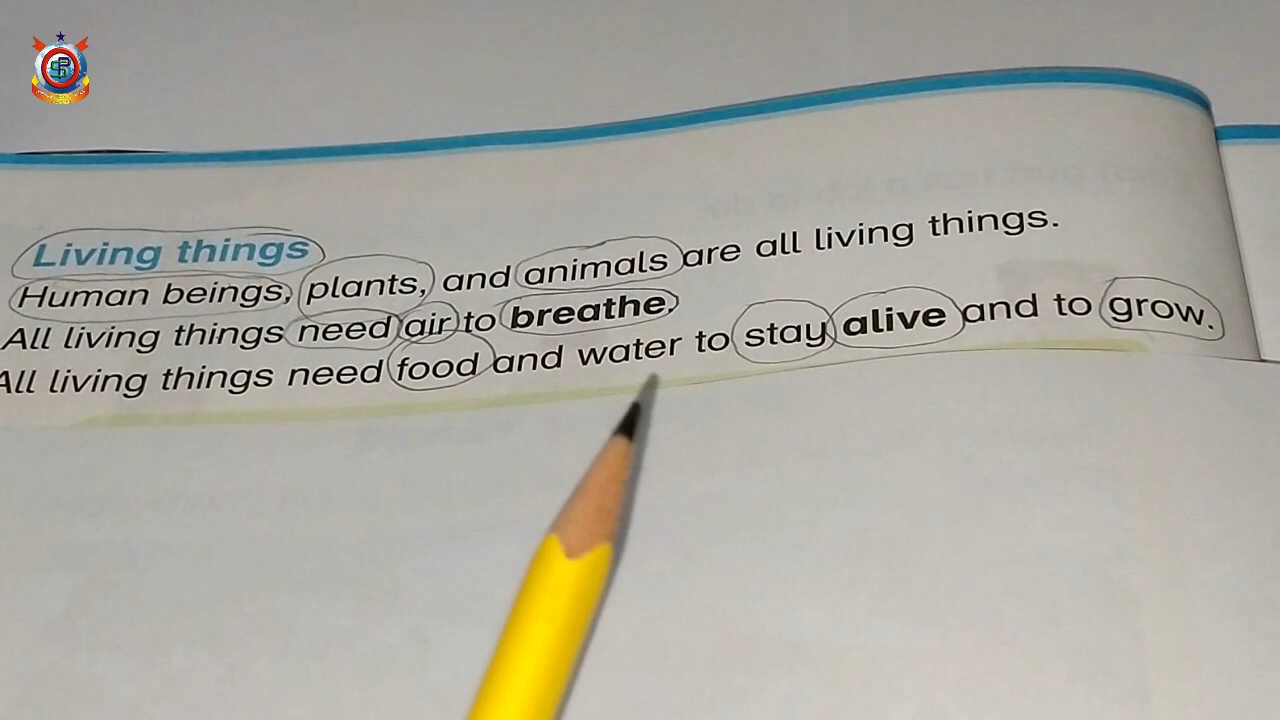 Living things
Human beings, plants, and animals are all living things.
All living things need air to breathe.
All living things need food and water to stay alive and to grow.